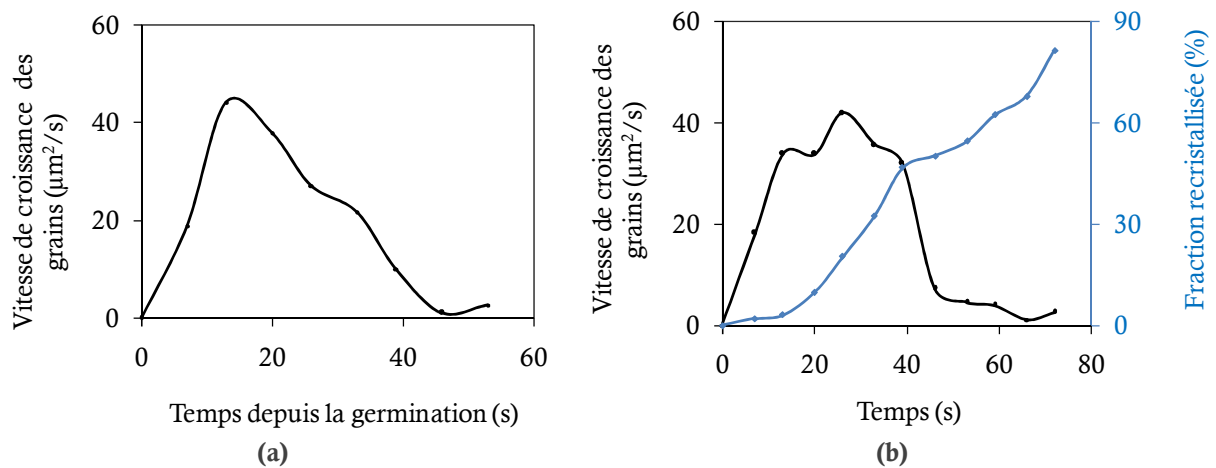 60
40
20
0
0
20
40
60
Vitesse de croissance des
grains (µm²/s)
Temps depuis la germination (s)
(a)
60
40
20
0
0
20
40
60
80
90
60
30
0
Vitesse de croissance des
grains (µm²/s)
Fraction recristallisée (%)
Temps (s)
(b)